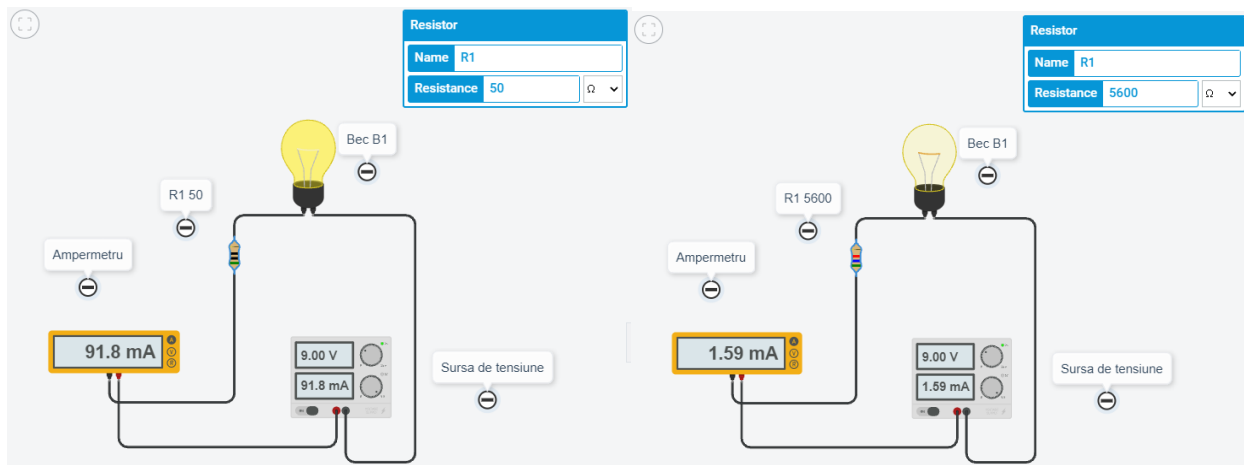 Resistor
Name R1
Resistance 50 Ω
Bec B1
R1 50
Ampermetru
91.8 mA
A
V
R
9.00 V
91.8 mA
Sursa de tensiune
Resistor
Name R1
Resistance 5600 Ω
Bec B1
R1 5600
Ampermetru
1.59 mA
A
V
R
9.00 V
1.59 mA
Sursa de tensiune